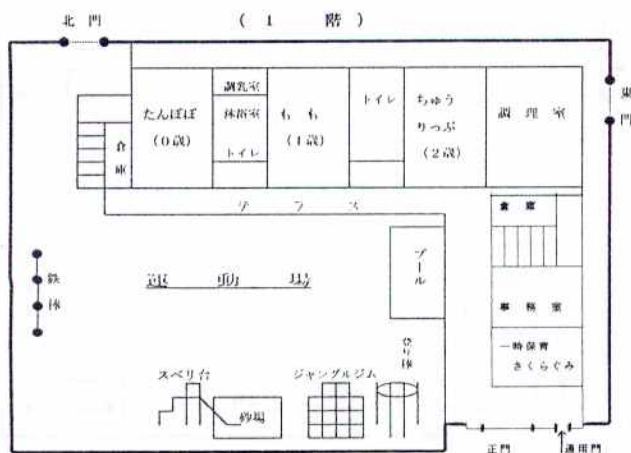 北門
( 1 階 )
東門
たんぽぽ
(0歳)
調乳室
沐浴室
トイレ
もも
(1歳)
トイレ
ちゅう
りっぷ
(2歳)
調理室
倉庫
テラス
倉庫
プール
鉄棒
運動場
事務室
一時保育
さくらぐみ
登り棒
スベリ台
ジャングルジム
砂場
正門
通用門